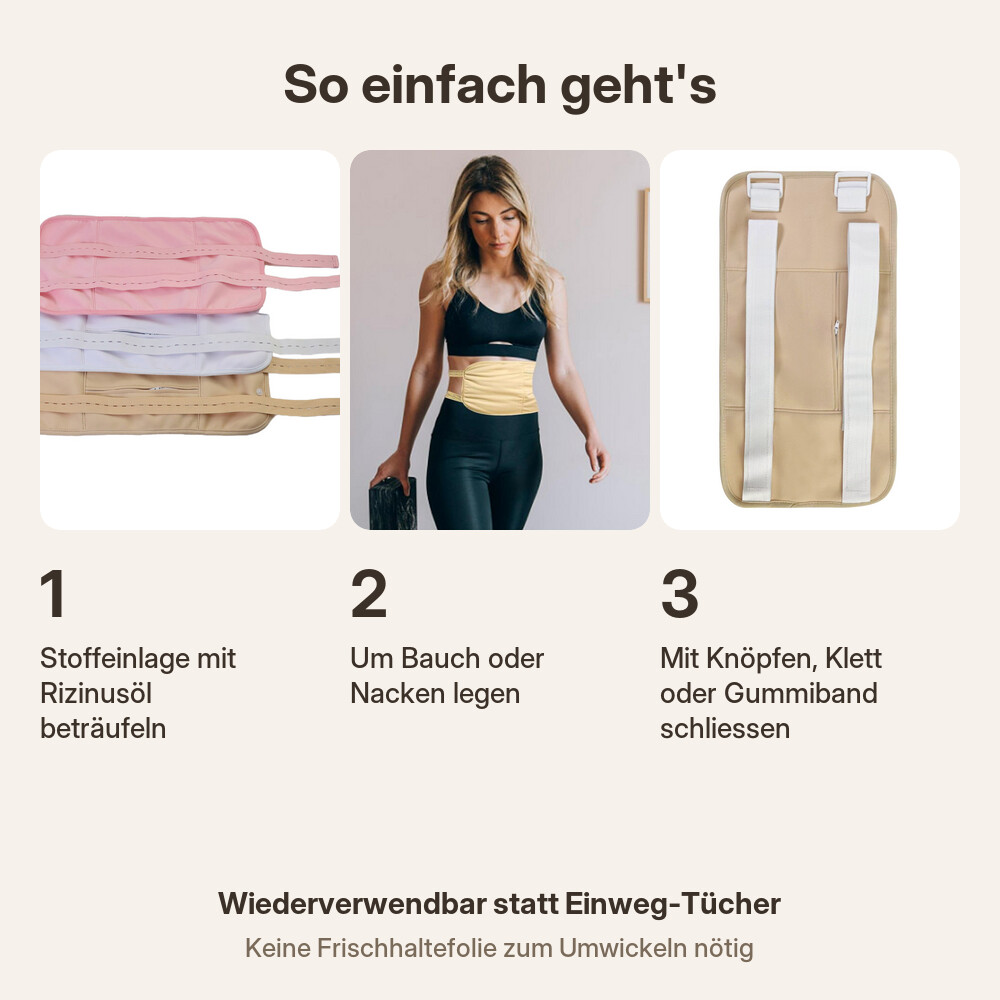 So einfach geht's
1
Stoffeinlage mit
Rizinusöl
beträufeln
2
Um Bauch oder
Nacken legen
3
Mit Knöpfen, Klett
oder Gummiband
schliessen
Wiederverwendbar statt Einweg-Tücher
Keine Frischhaltefolie zum Umwickeln nötig